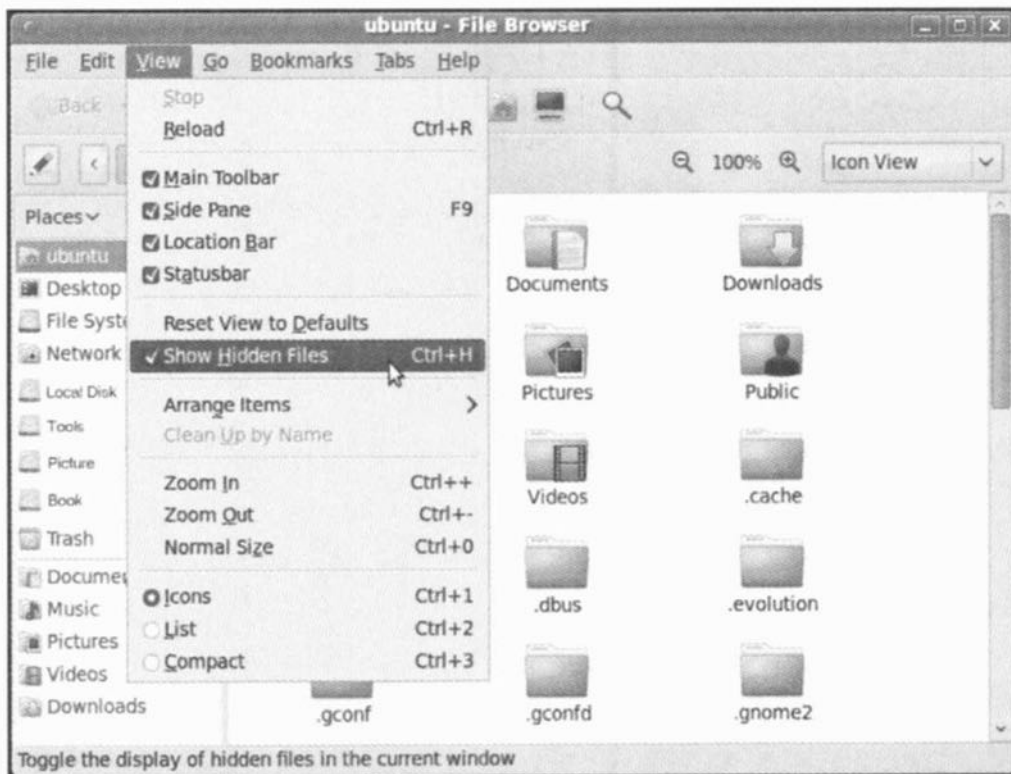 ubuntu - File Browser
File Edit View Go Bookmarks Tabs Help
Back
Stop
Reload Ctrl+R
100% Icon View
Main Toolbar
Side Pane F9
Location Bar
Statusbar
Reset View to Defaults
Show Hidden Files Ctrl+H
Arrange Items
Clean Up by Name
Zoom In Ctrl++
Zoom Out Ctrl+-
Normal Size Ctrl+0
Icons Ctrl+1
List Ctrl+2
Compact Ctrl+3
Places
ubuntu
Desktop
File Syste
Network
Local Disk
Tools
Picture
Book
Trash
Docume
Music
Pictures
Videos
Downloads
Documents Downloads
Pictures Public
Videos .cache
.dbus .evolution
.gconf .gconfd .gnome2
Toggle the display of hidden files in the current window